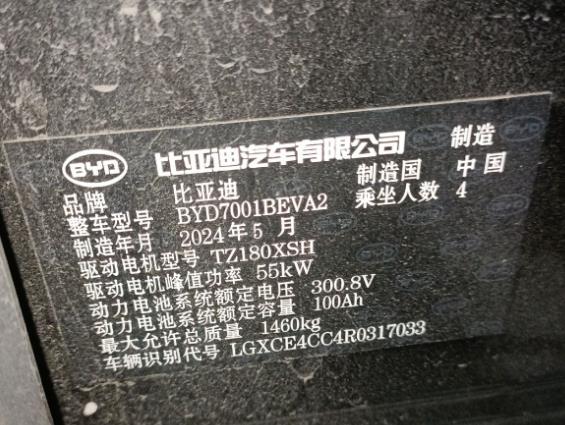 BYD 比亚迪汽车有限公司 制造
品牌 比亚迪 制造国 中国
整车型号 BYD7001BEVA2 乘坐人数 4
制造年月 2024年5月
驱动电机型号 TZ180XSH
驱动电机峰值功率 55kW
动力电池系统额定电压 300.8V
动力电池系统额定容量 100Ah
最大允许总质量 1460kg
车辆识别代号 LGXCE4CC4R0317033